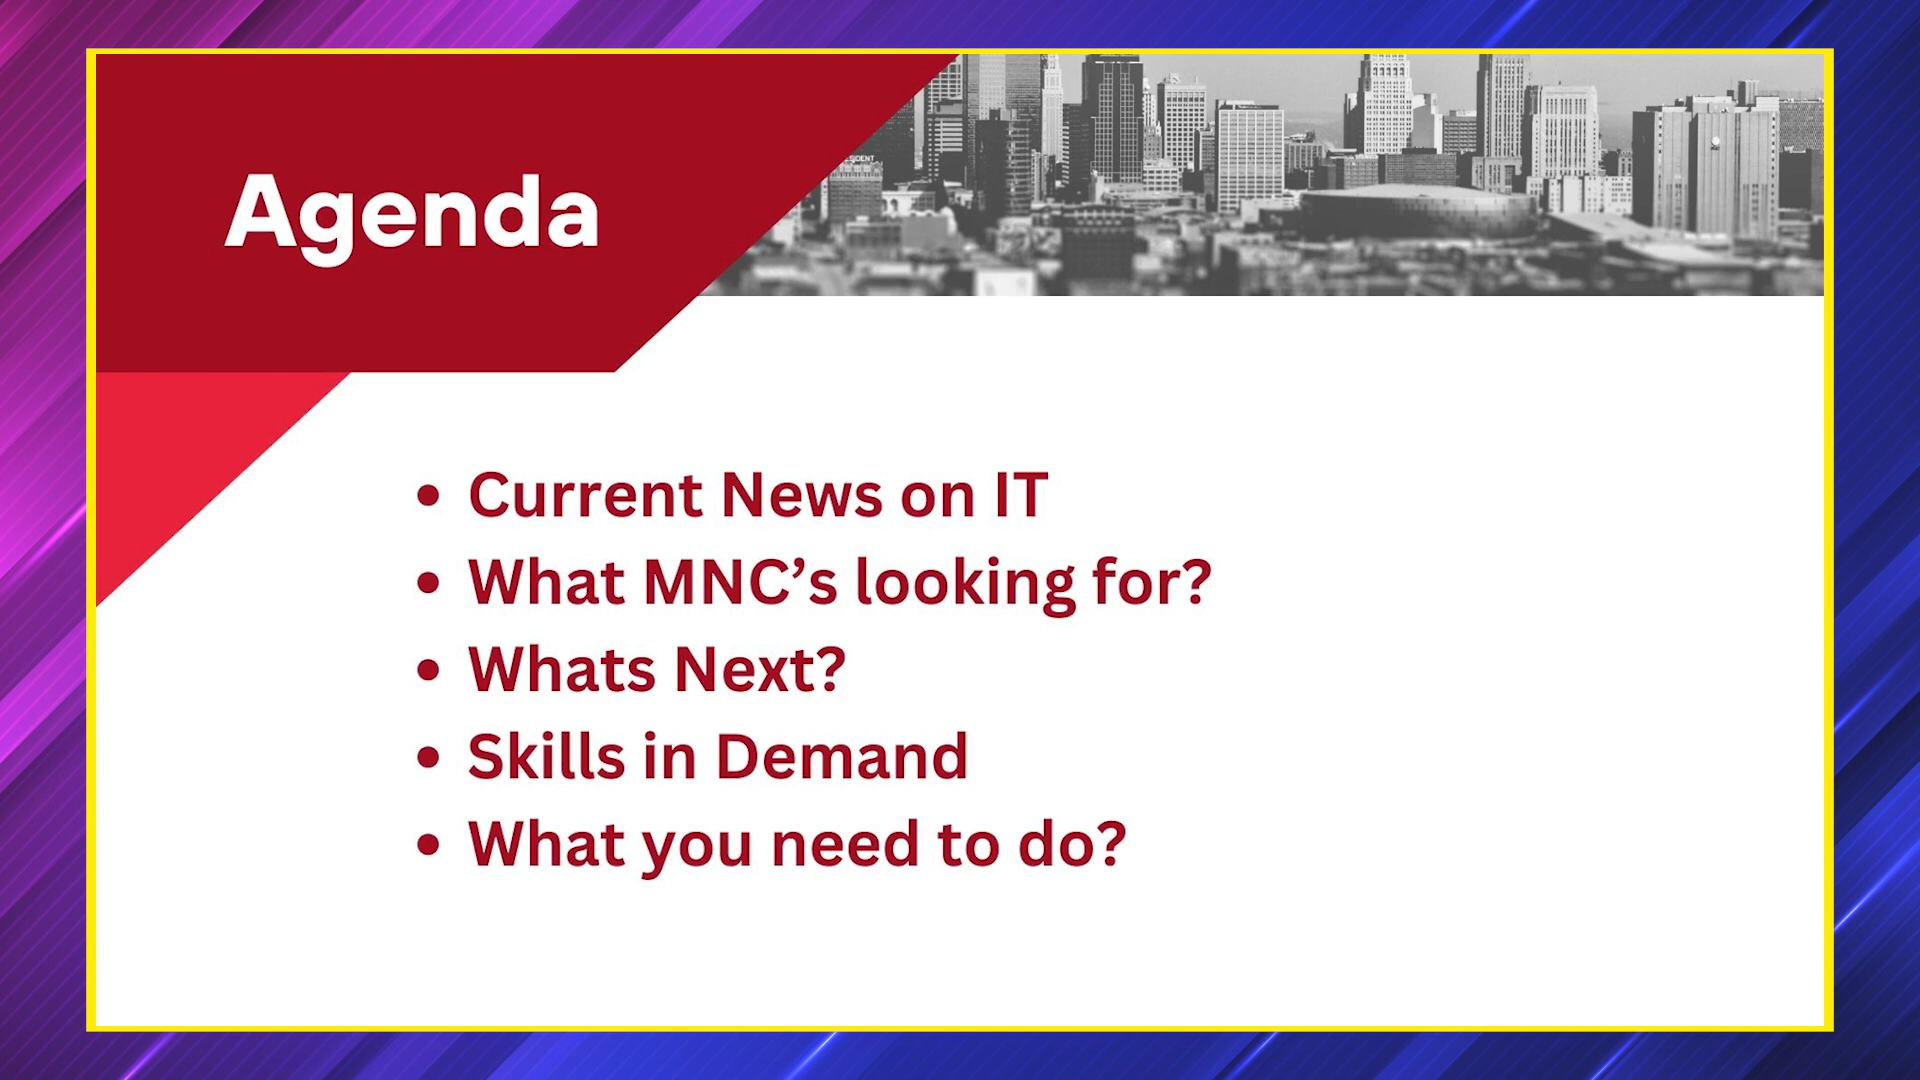 Agenda
• Current News on IT
• What MNC’s looking for?
• Whats Next?
• Skills in Demand
• What you need to do?